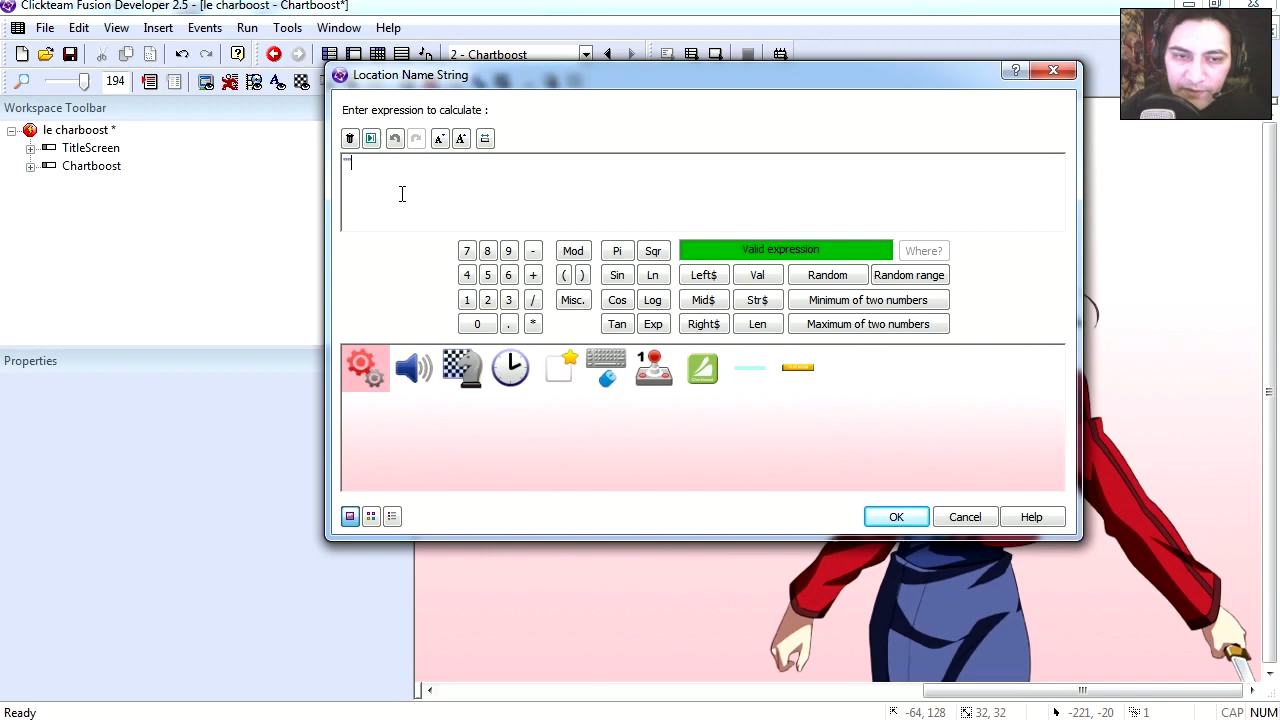 Clickteam Fusion Developer 2.5 - [le charboost - Chartboost*]
File Edit View Insert Events Run Tools Window Help
2 - Chartboost
194
Workspace Toolbar
le charboost *
TitleScreen
Chartboost
Properties
Location Name String
Enter expression to calculate :
""
7 8 9 - Mod Pi Sqr Valid expression Where?
4 5 6 + ( ) Sin Ln Left$ Val Random Random range
1 2 3 / Misc. Cos Log Mid$ Str$ Minimum of two numbers
0 . * Tan Exp Right$ Len Maximum of two numbers
1
OK Cancel Help
Ready
-64, 128 32, 32 -221, -20 1 CAP NUM